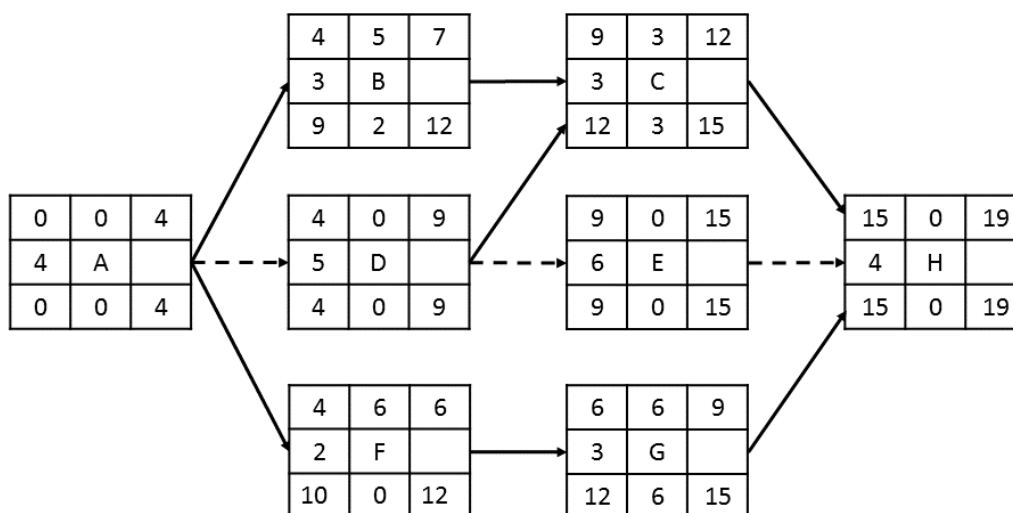 4 5 7
3 B
9 2 12
9 3 12
3 C
12 3 15
0 0 4
4 A
0 0 4
4 0 9
5 D
4 0 9
9 0 15
6 E
9 0 15
15 0 19
4 H
15 0 19
4 6 6
2 F
10 0 12
6 6 9
3 G
12 6 15